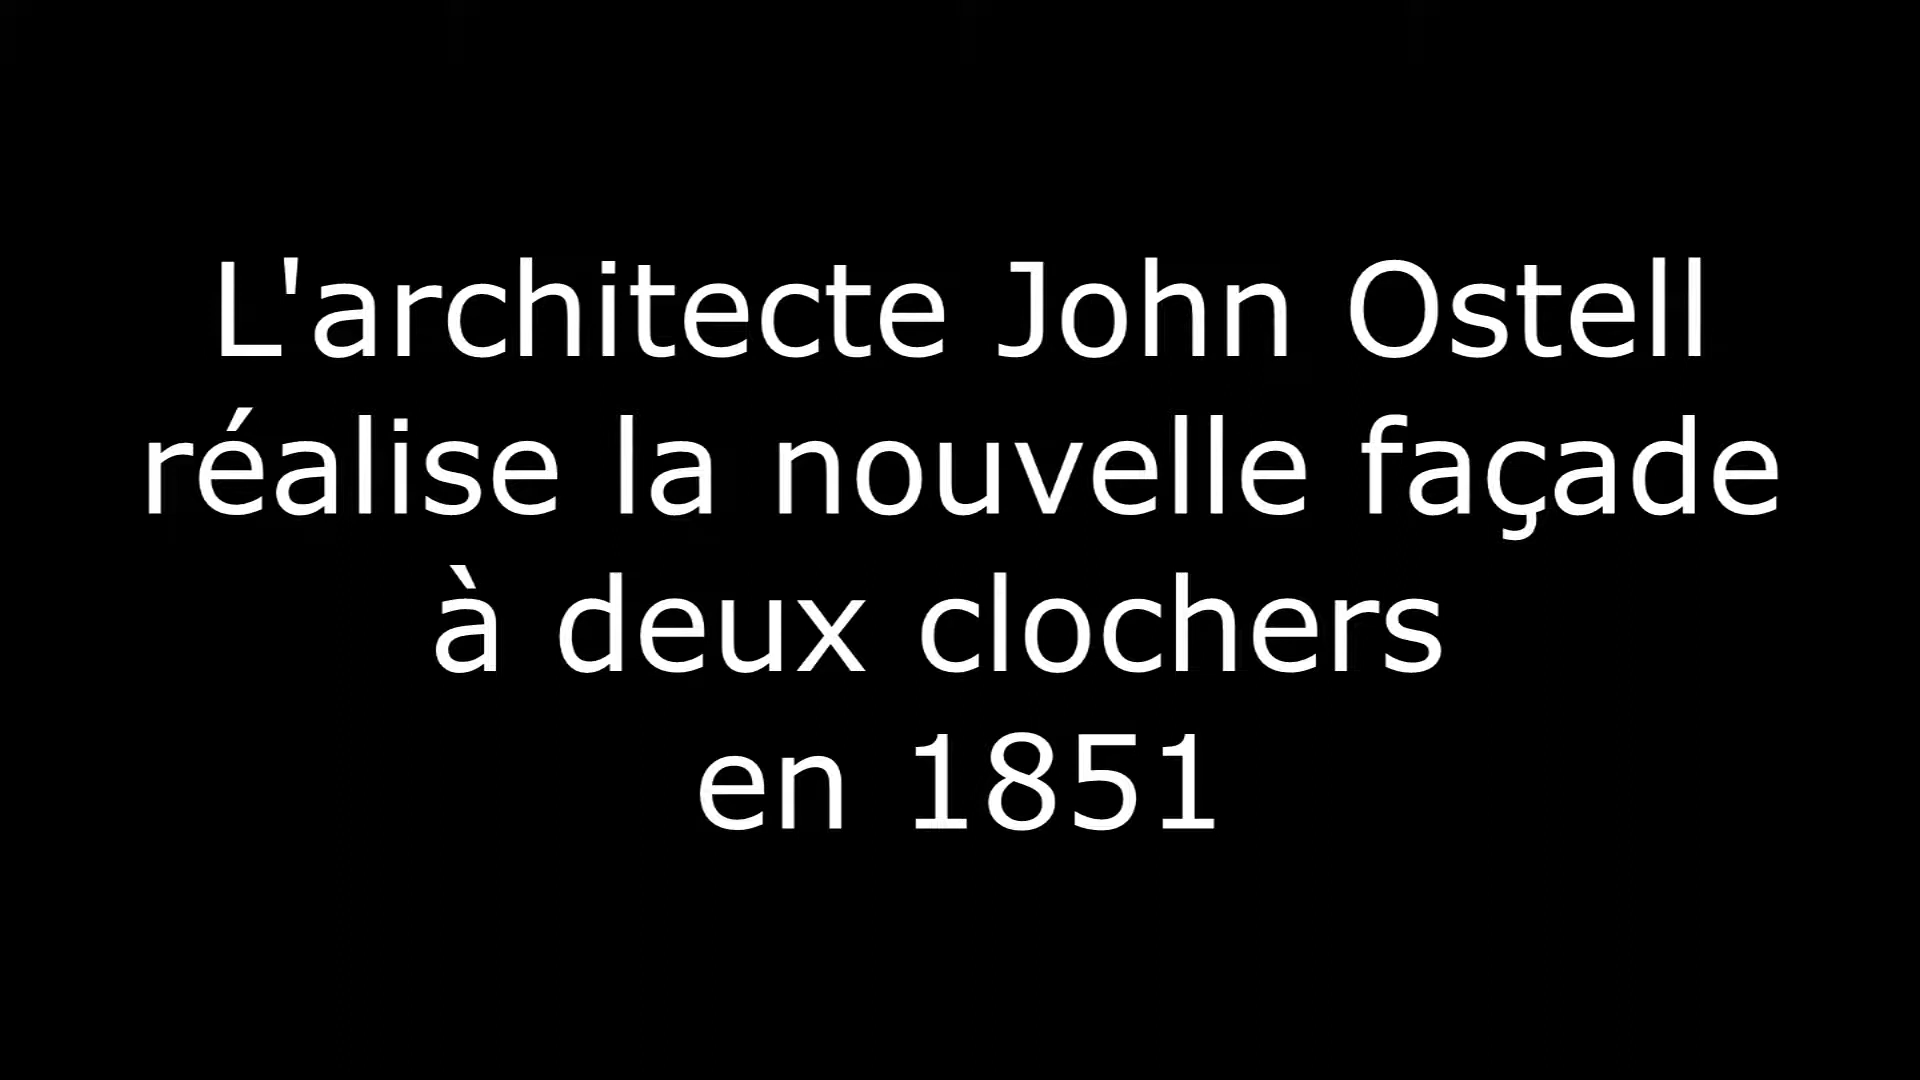 L'architecte John Ostell
réalise la nouvelle façade
à deux clochers
en 1851